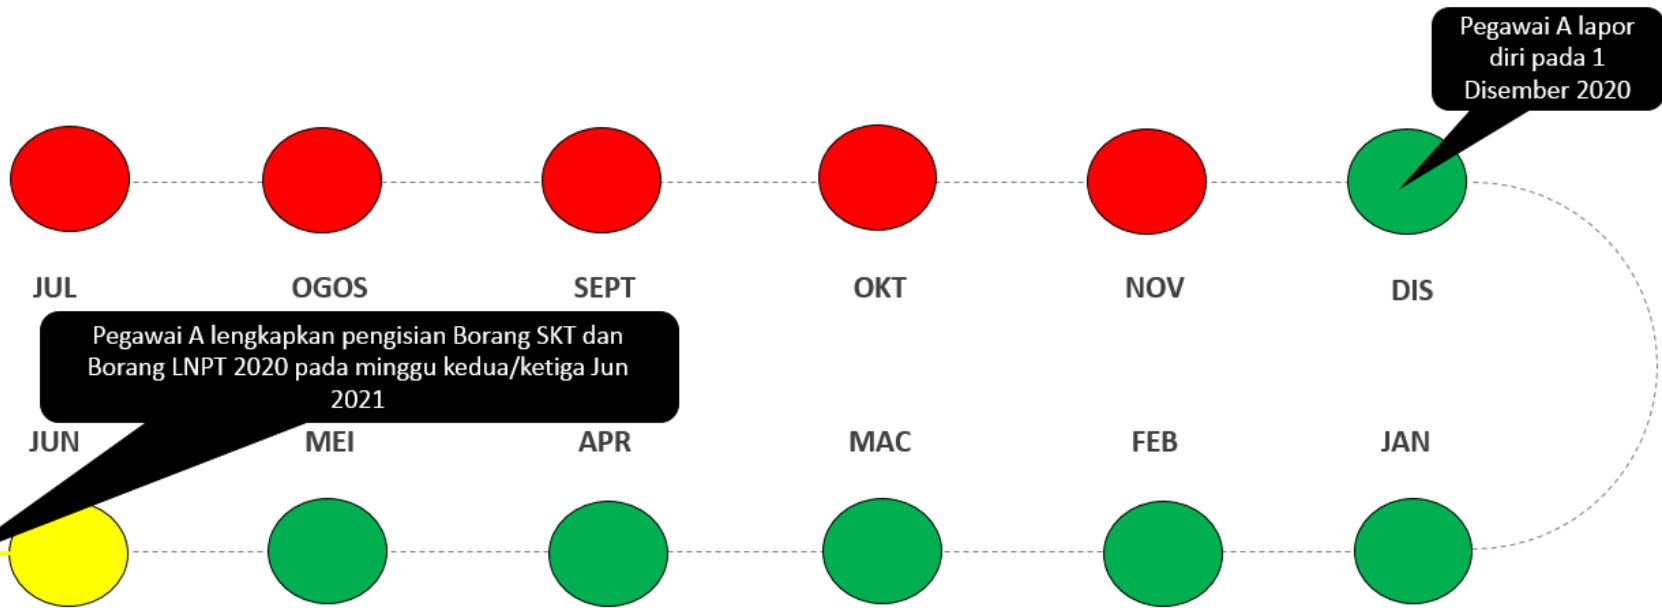 Pegawai A lapor
diri pada 1
Disember 2020
JUL
OGOS
SEPT
OKT
NOV
DIS
Pegawai A lengkapkan pengisian Borang SKT dan
Borang LNPT 2020 pada minggu kedua/ketiga Jun
2021
JUN
MEI
APR
MAC
FEB
JAN